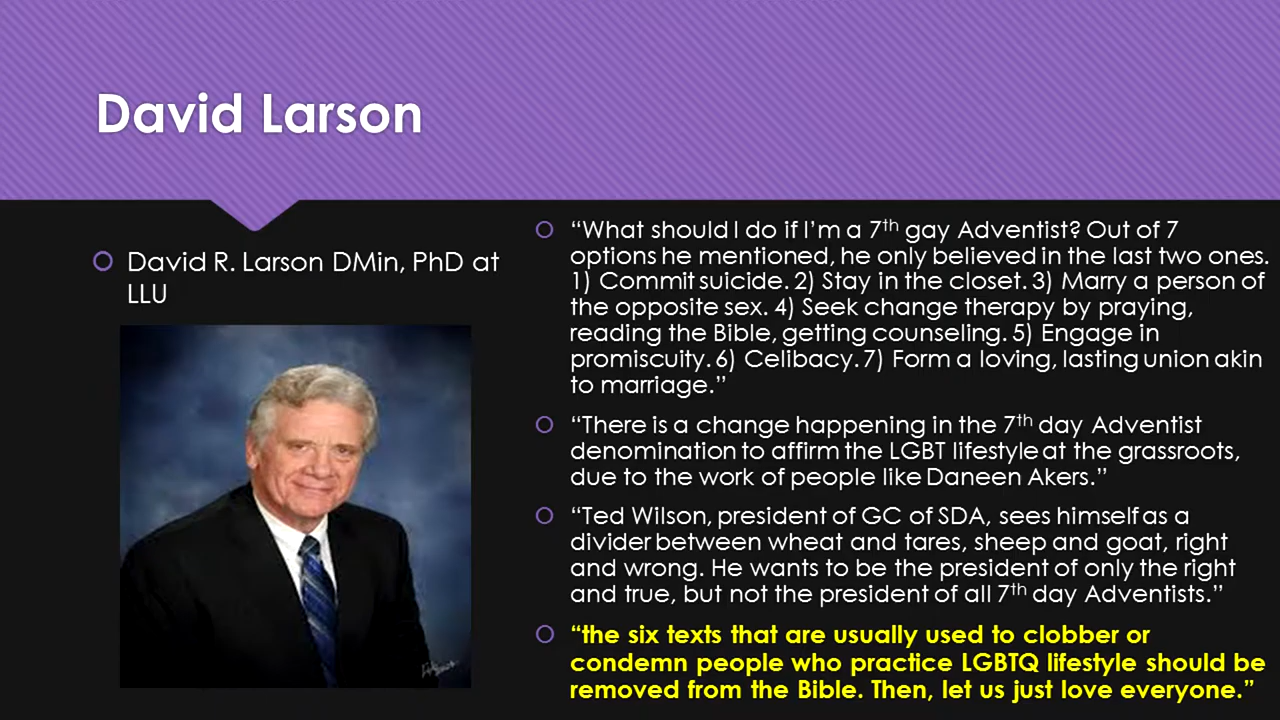 David Larson
David R. Larson DMin, PhD at
LLU
“What should I do if I’m a 7th gay Adventist? Out of 7
options he mentioned, he only believed in the last two ones.
1) Commit suicide. 2) Stay in the closet. 3) Marry a person of
the opposite sex. 4) Seek change therapy by praying,
reading the Bible, getting counseling. 5) Engage in
promiscuity. 6) Celibacy. 7) Form a loving, lasting union akin
to marriage.”
“There is a change happening in the 7th day Adventist
denomination to affirm the LGBT lifestyle at the grassroots,
due to the work of people like Daneen Akers.”
“Ted Wilson, president of GC of SDA, sees himself as a
divider between wheat and tares, sheep and goat, right
and wrong. He wants to be the president of only the right
and true, but not the president of all 7th day Adventists.”
“the six texts that are usually used to clobber or
condemn people who practice LGBTQ lifestyle should be
removed from the Bible. Then, let us just love everyone.”